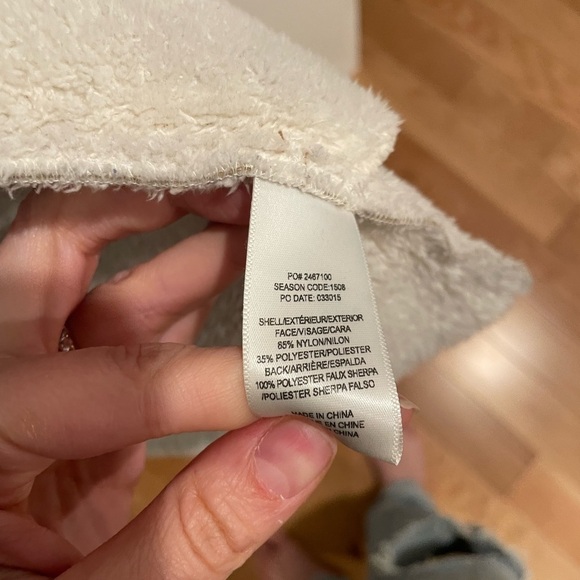 PO# 2467100
SEASON CODE:1508
PO DATE: 033015
SHELL/EXTÉRIEUR/EXTERIOR
FACE/VISAGE/CARA
65% NYLON/NILON
35% POLYESTER/POLIESTER
BACK/ARRIÈRE/ESPALDA
100% POLYESTER FAUX SHERPA
/POLIESTER SHERPA FALSO
MADE IN CHINA
EN CHINE
CHINA